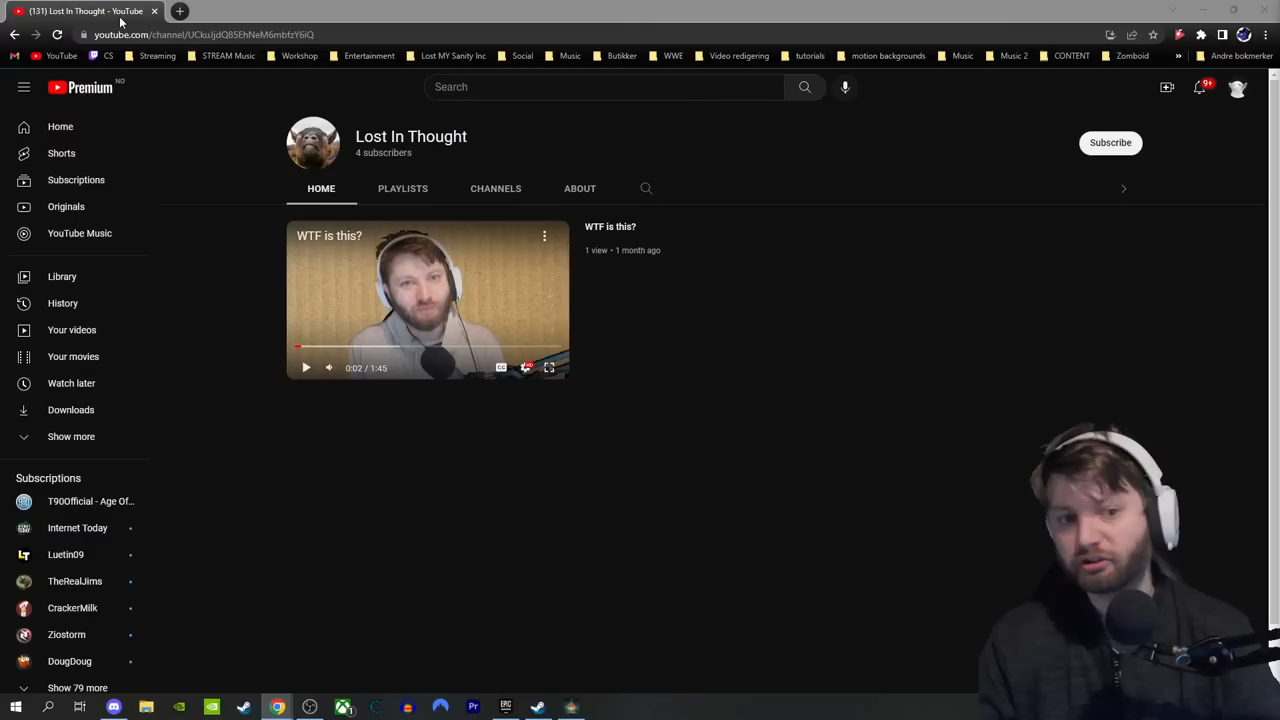 (131) Lost In Thought - YouTube
youtube.com/channel/UCkuJjdQ85EhNeM6mbfzY6iQ
YouTube CS Streaming STREAM Music Workshop Entertainment Lost MY Sanity Inc Social Music Butikker WWE Video redigering tutorials motion backgrounds Music Music 2 CONTENT Zomboid » Andre bokmerker
Premium NO
Search
9+
Home
Shorts
Subscriptions
Originals
YouTube Music
Library
History
Your videos
Your movies
Watch later
Downloads
Show more
Subscriptions
T90Official - Age Of...
Internet Today
Luetin09
TheRealJims
CrackerMilk
Ziostorm
DougDoug
Show 79 more
Lost In Thought
4 subscribers
Subscribe
HOME PLAYLISTS CHANNELS ABOUT
WTF is this?
0:02 / 1:45
WTF is this?
1 view • 1 month ago